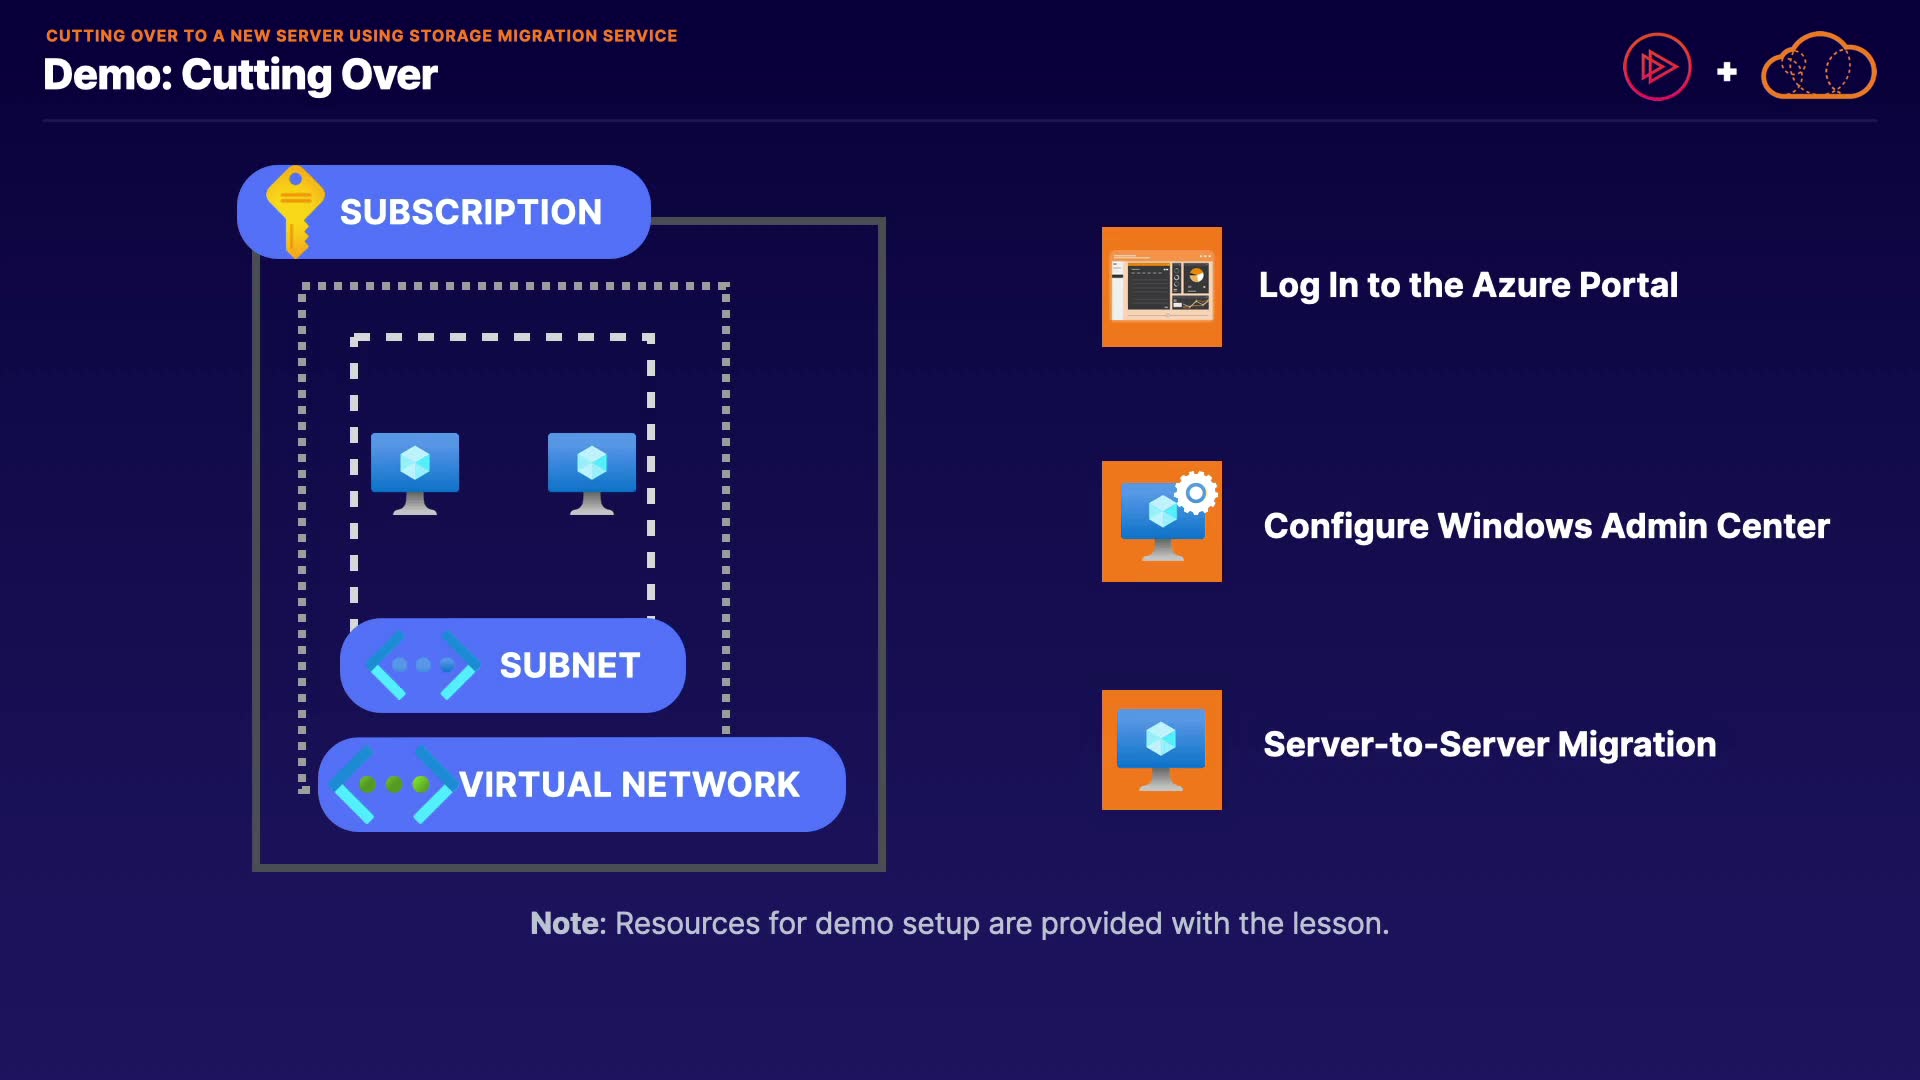 CUTTING OVER TO A NEW SERVER USING STORAGE MIGRATION SERVICE
Demo: Cutting Over
SUBSCRIPTION
SUBNET
VIRTUAL NETWORK
Log In to the Azure Portal
Configure Windows Admin Center
Server-to-Server Migration
Note: Resources for demo setup are provided with the lesson.